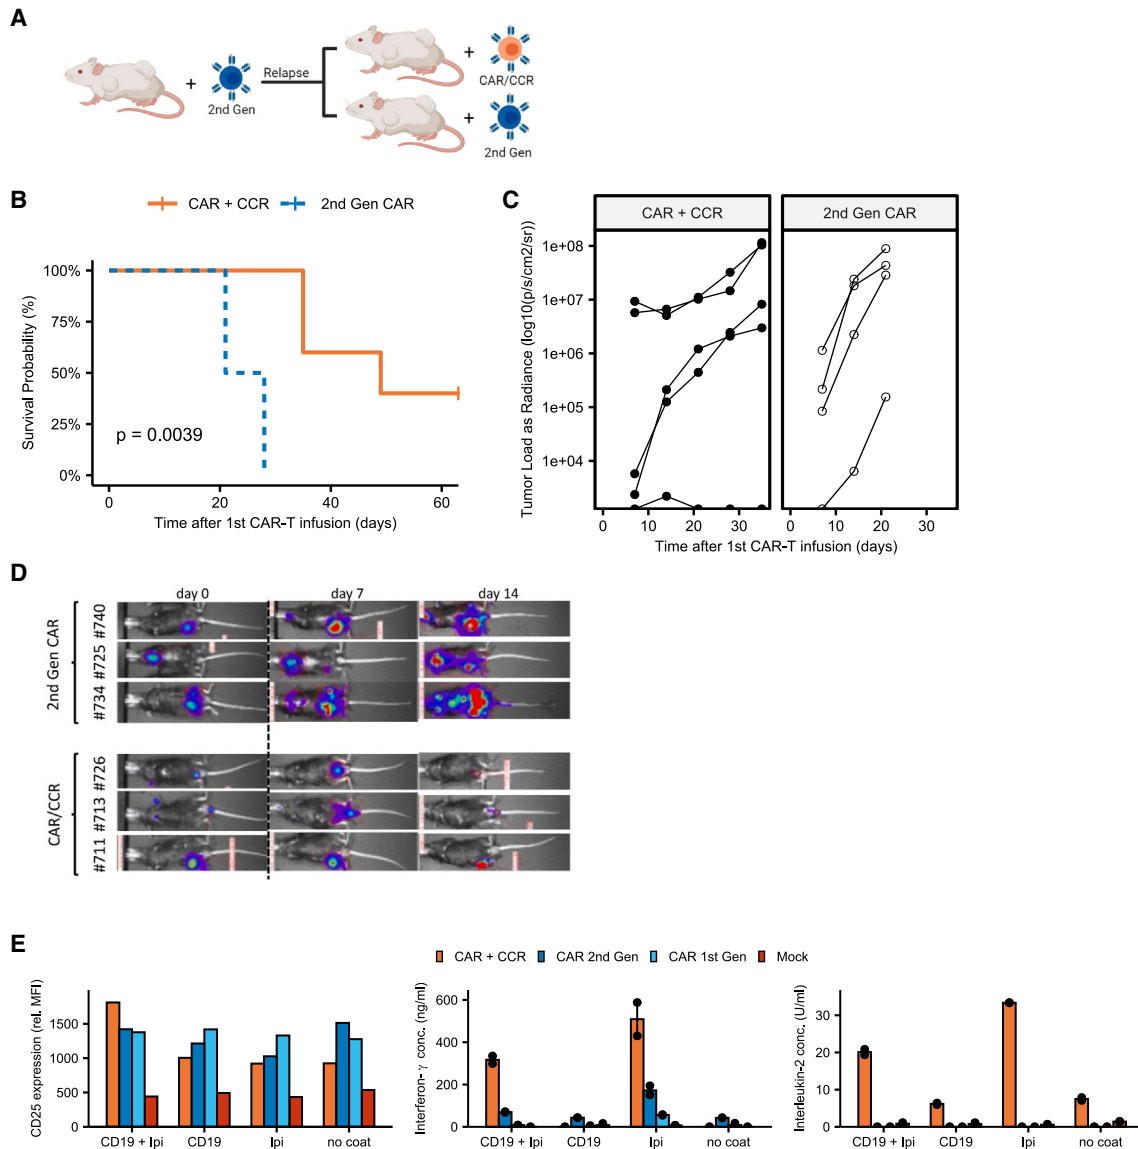 A
+
2nd Gen
Relapse
+
CAR/CCR
+
2nd Gen
B
CAR + CCR
2nd Gen CAR
Survival Probability (%)
100%
75%
50%
25%
0%
p = 0.0039
0
20
40
60
Time after 1st CAR-T infusion (days)
C
CAR + CCR
2nd Gen CAR
Tumor Load as Radiance (log10(p/s/cm2/sr))
1e+08
1e+07
1e+06
1e+05
1e+04
0
10
20
30
0
10
20
30
Time after 1st CAR-T infusion (days)
D
day 0
day 7
day 14
2nd Gen CAR
#740
#725
#734
CAR/CCR
#726
#713
#711
E
CAR + CCR
CAR 2nd Gen
CAR 1st Gen
Mock
CD25 expression (rel. MFI)
1500
1000
500
0
CD19 + Ipi
CD19
Ipi
no coat
Interferon- γ conc. (ng/ml)
600
400
200
0
CD19 + Ipi
CD19
Ipi
no coat
Interleukin-2 conc. (U/ml)
30
20
10
0
CD19 + Ipi
CD19
Ipi
no coat